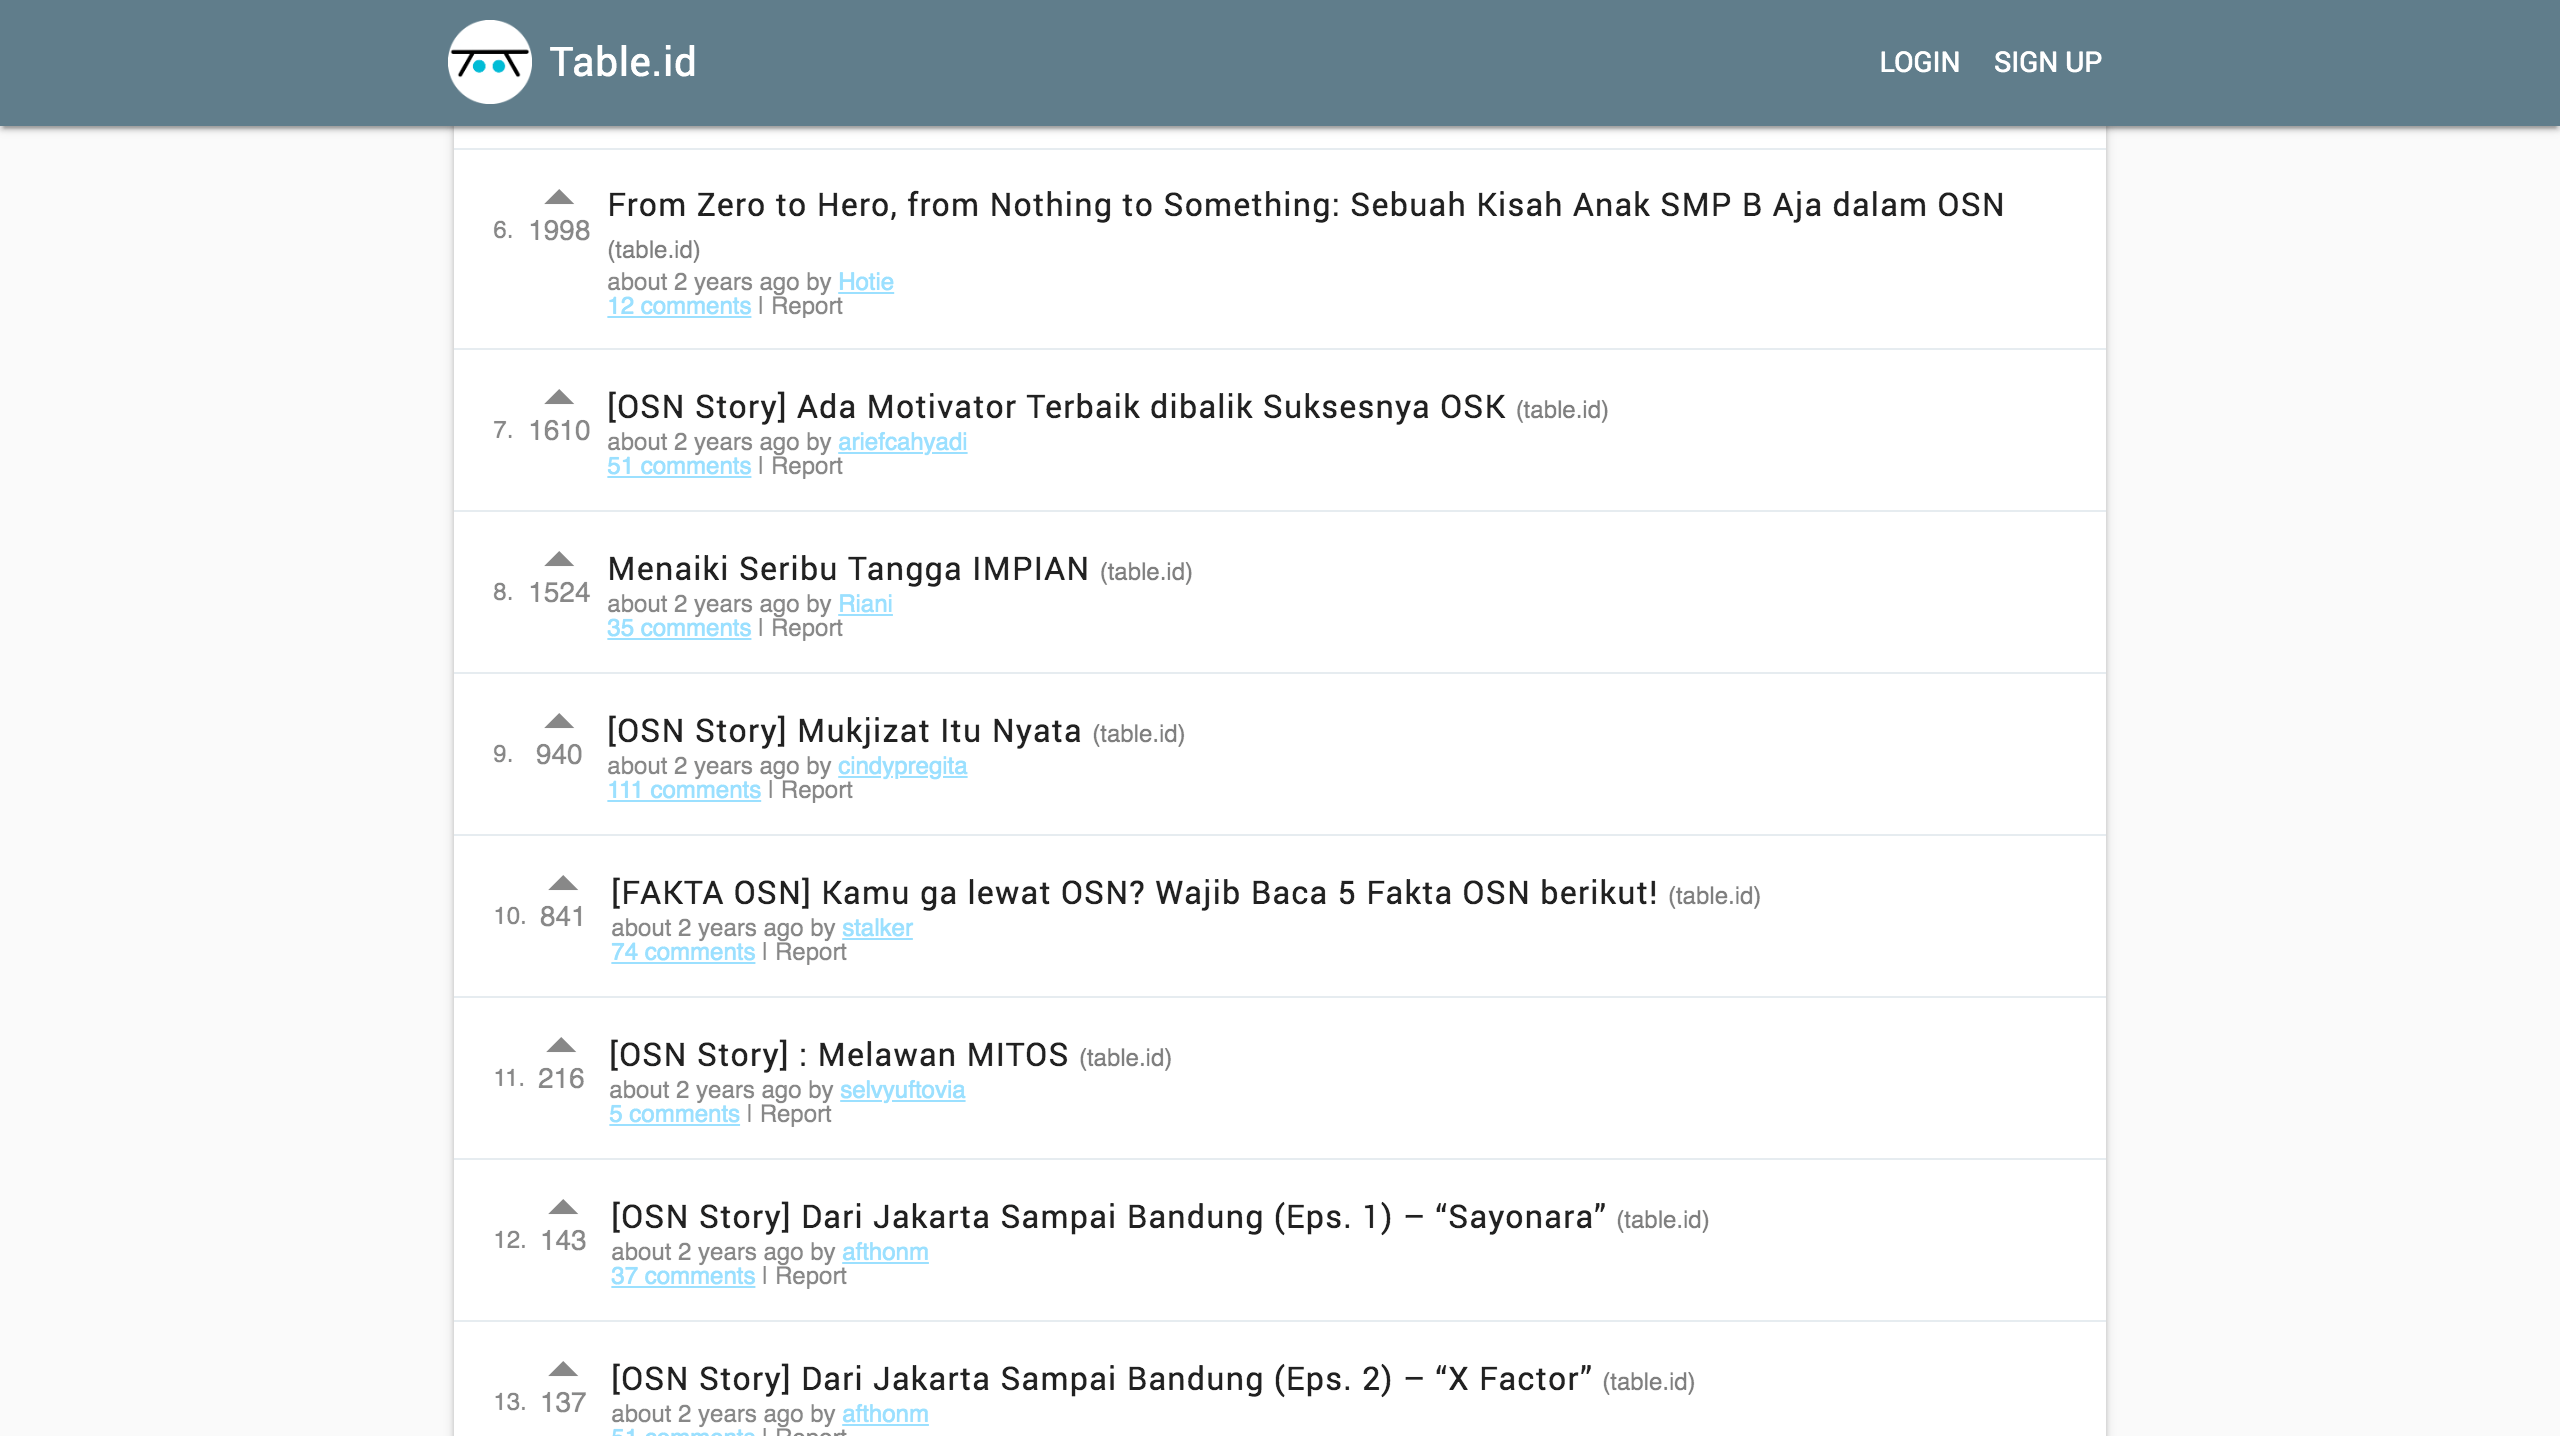 Table.id
LOGIN SIGN UP
6. 1998 From Zero to Hero, from Nothing to Something: Sebuah Kisah Anak SMP B Aja dalam OSN
(table.id)
about 2 years ago by Hotie
12 comments | Report
7. 1610 [OSN Story] Ada Motivator Terbaik dibalik Suksesnya OSK (table.id)
about 2 years ago by ariefcahyadi
51 comments | Report
8. 1524 Menaiki Seribu Tangga IMPIAN (table.id)
about 2 years ago by Riani
35 comments | Report
9. 940 [OSN Story] Mukjizat Itu Nyata (table.id)
about 2 years ago by cindypregita
111 comments | Report
10. 841 [FAKTA OSN] Kamu ga lewat OSN? Wajib Baca 5 Fakta OSN berikut! (table.id)
about 2 years ago by stalker
74 comments | Report
11. 216 [OSN Story] : Melawan MITOS (table.id)
about 2 years ago by selvyuftovia
5 comments | Report
12. 143 [OSN Story] Dari Jakarta Sampai Bandung (Eps. 1) – “Sayonara” (table.id)
about 2 years ago by afthonm
37 comments | Report
13. 137 [OSN Story] Dari Jakarta Sampai Bandung (Eps. 2) – “X Factor” (table.id)
about 2 years ago by afthonm
51 comments | Report